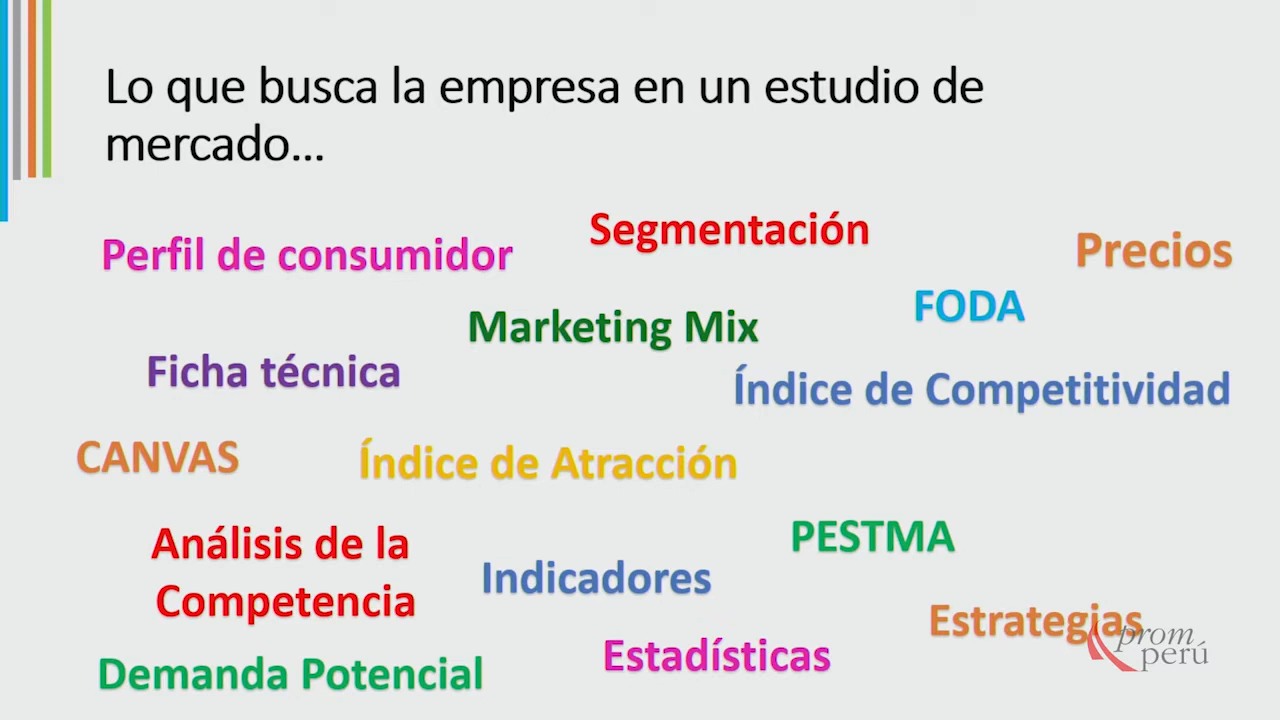 Lo que busca la empresa en un estudio de
mercado...
Segmentación
Perfil de consumidor
Precios
FODA
Marketing Mix
Ficha técnica
Índice de Competitividad
CANVAS
Índice de Atracción
PESTMA
Análisis de la
Competencia
Indicadores
Estrategias
Estadísticas
Demanda Potencial
prom
perú